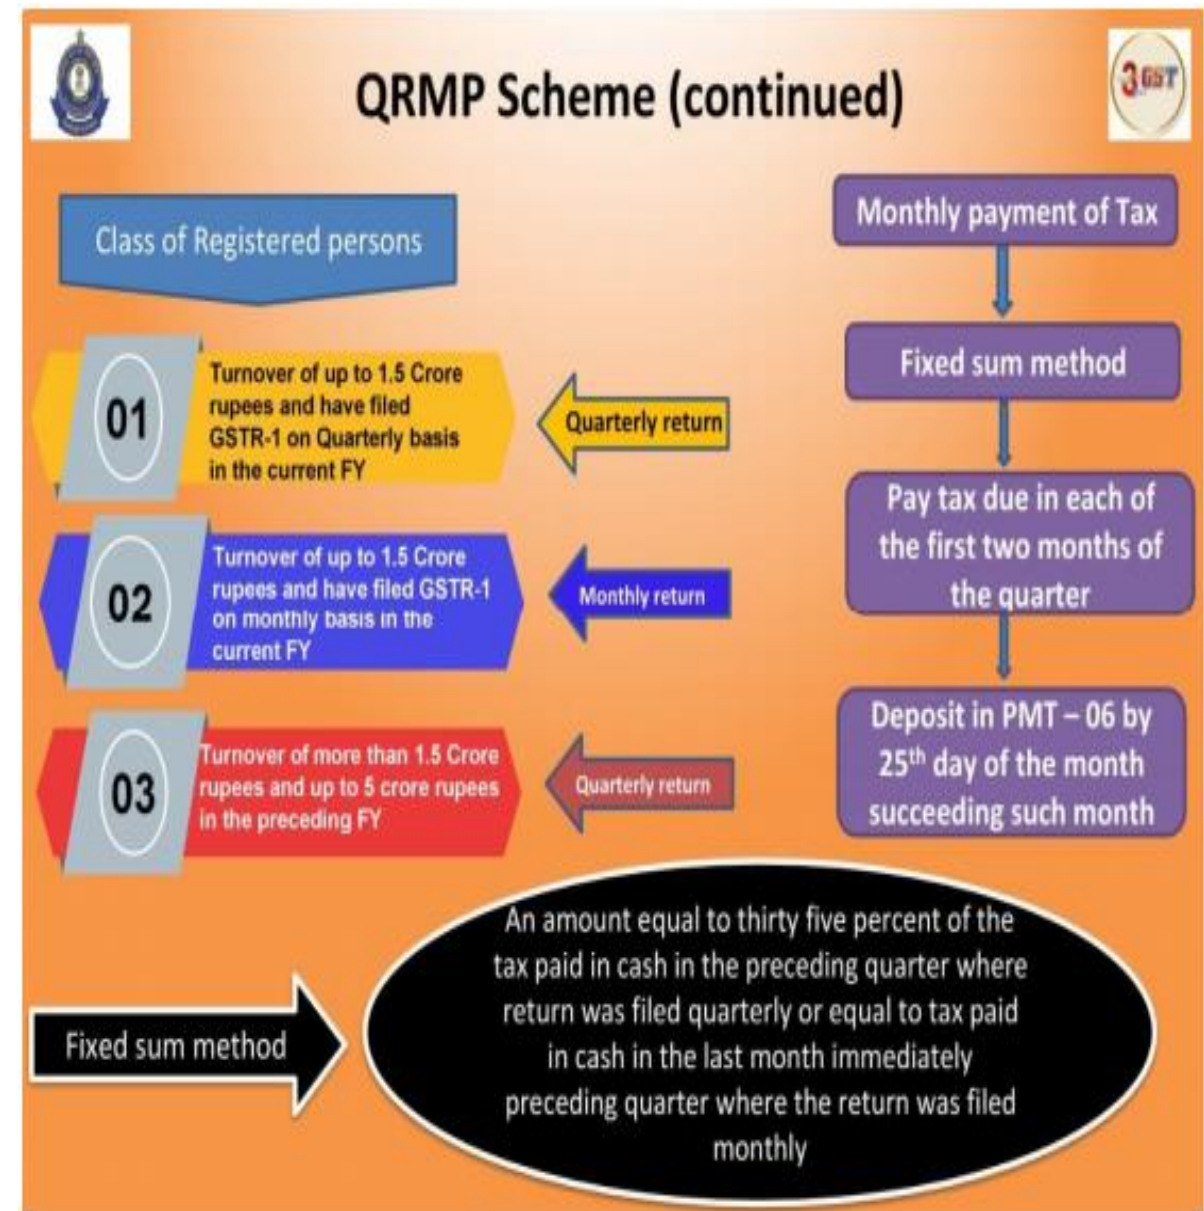 QRMP Scheme (continued)
3 GST
Class of Registered persons
01
Turnover of up to 1.5 Crore
rupees and have filed
GSTR-1 on Quarterly basis
in the current FY
Quarterly return
02
Turnover of up to 1.5 Crore
rupees and have filed GSTR-1
on monthly basis in the
current FY
Monthly return
03
Turnover of more than 1.5 Crore
rupees and up to 5 crore rupees
in the preceding FY
Quarterly return
Monthly payment of Tax
Fixed sum method
Pay tax due in each of
the first two months of
the quarter
Deposit in PMT – 06 by
25th day of the month
succeeding such month
Fixed sum method
An amount equal to thirty five percent of the
tax paid in cash in the preceding quarter where
return was filed quarterly or equal to tax paid
in cash in the last month immediately
preceding quarter where the return was filed
monthly